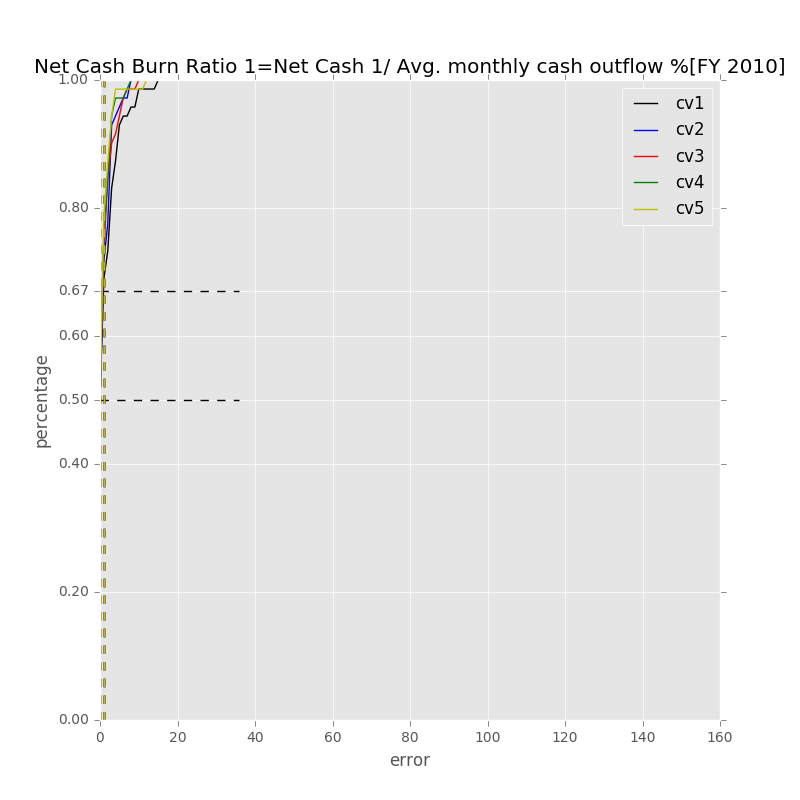 Net Cash Burn Ratio 1=Net Cash 1/ Avg. monthly cash outflow %[FY 2010]
1.00
cv1
cv2
cv3
cv4
cv5
0.80
0.67
0.60
0.50
0.40
0.20
0.00
percentage
0 20 40 60 80 100 120 140 160
error